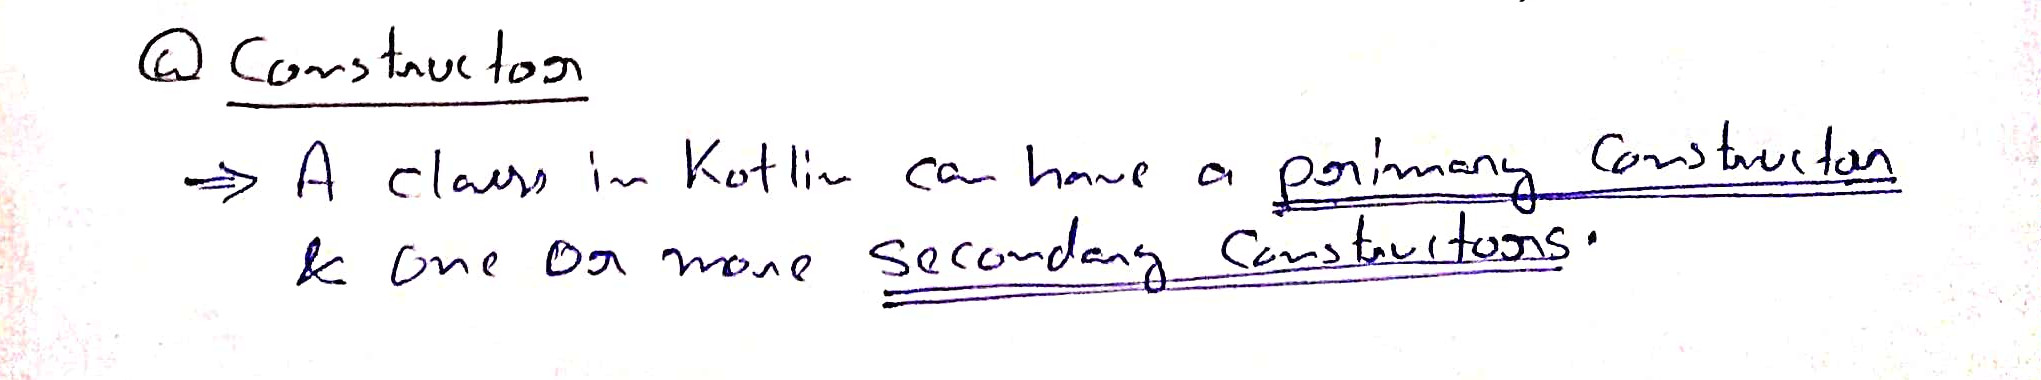 @ Constructor
⇒ A class in Kotlin can have a primary constructor
& one or more secondary constructors.